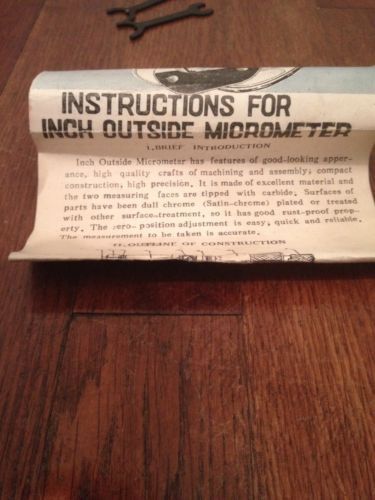 INSTRUCTIONS FOR
INCH OUTSIDE MICROMETER
I.BRIEF INTRODUCTION
Inch Outside Micrometar has features of good-looking apper-
ance, high quality crafts of machining and assembly; compact
construction, high precision. It is made of excellent material and
the two measuring faces are tipped with carbide. Surfaces of
parts have been dull chrome (Satin-chrome) plated or treated
with other surface-treatment, so it has good rust-proof prop-
erty. The zero- position adjustment is easy, quick and reliable.
The measurement to be taken is accurate.
II.OUTLINE OF CONSTRUCTION